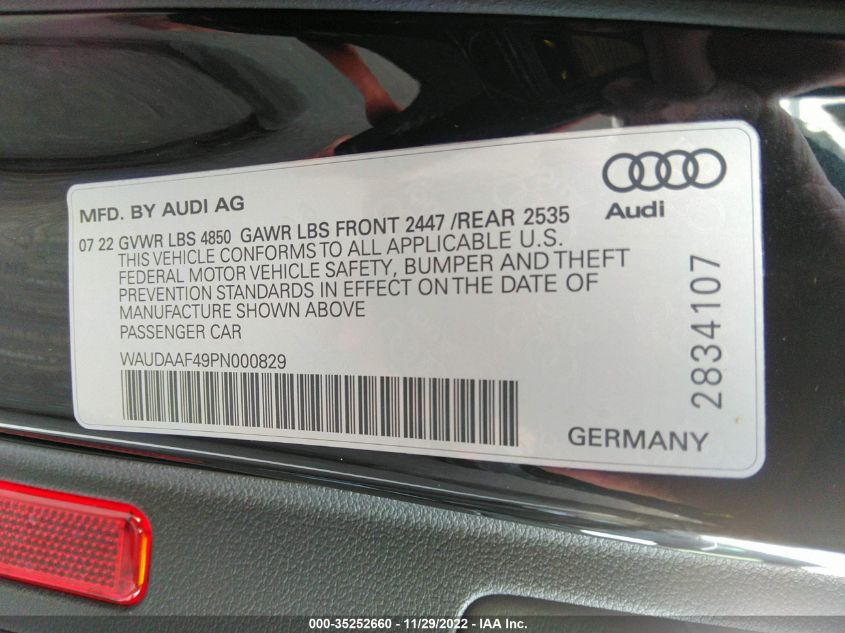 MFD. BY AUDI AG
Audi
07 22 GVWR LBS 4850 GAWR LBS FRONT 2447 /REAR 2535
THIS VEHICLE CONFORMS TO ALL APPLICABLE U.S.
FEDERAL MOTOR VEHICLE SAFETY, BUMPER AND THEFT
PREVENTION STANDARDS IN EFFECT ON THE DATE OF
MANUFACTURE SHOWN ABOVE
PASSENGER CAR
WAUDAAF49PN000829
2834107
GERMANY
000-35252660 - 11/29/2022 - IAA Inc.